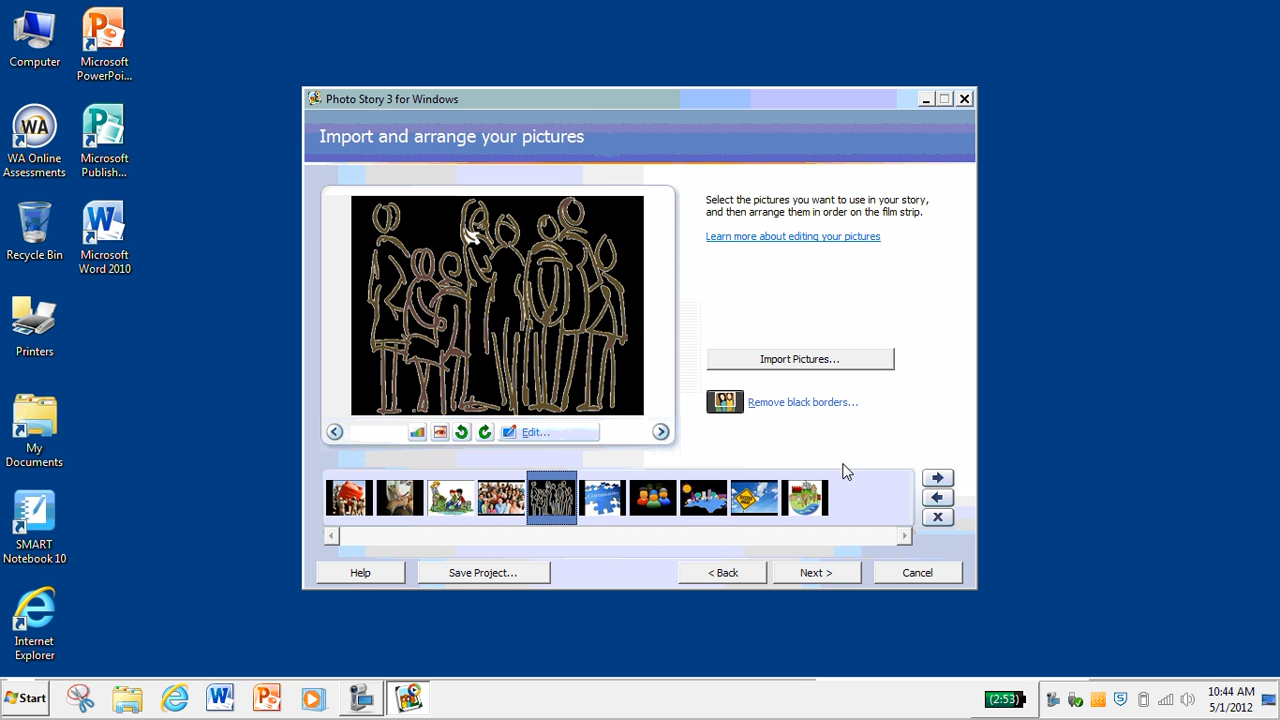 Computer
Microsoft
PowerPoi...
WA
WA Online
Assessments
Microsoft
Publish...
Recycle Bin
Microsoft
Word 2010
Printers
My
Documents
SMART
Notebook 10
Internet
Explorer
Photo Story 3 for Windows
Import and arrange your pictures
Select the pictures you want to use in your story,
and then arrange them in order on the film strip.
Learn more about editing your pictures
Import Pictures...
Remove black borders...
Edit...
Help
Save Project...
< Back
Next >
Cancel
Start
(2:53)
10:44 AM
5/1/2012